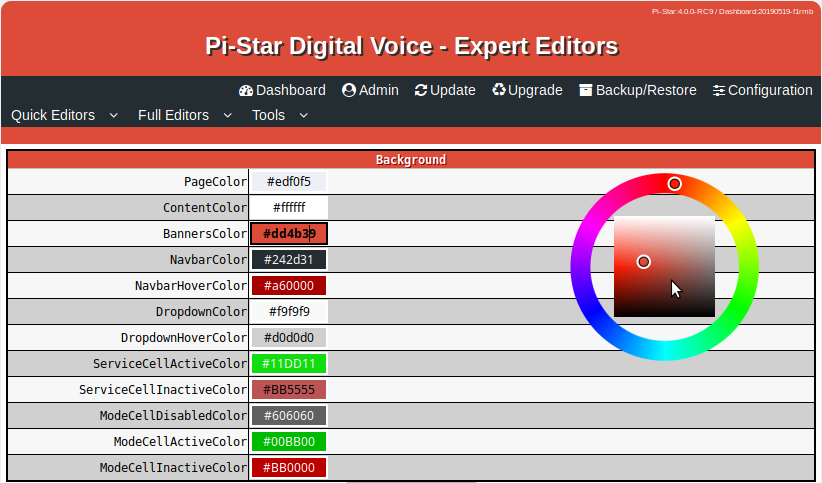 Pi-Star:4.0.0-RC9 / Dashboard:20190519-f1rmb
Pi-Star Digital Voice - Expert Editors
Dashboard Admin Update Upgrade Backup/Restore Configuration
Quick Editors Full Editors Tools
Background
PageColor #edf0f5
ContentColor #ffffff
BannersColor #dd4b39
NavbarColor #242d31
NavbarHoverColor #a60000
DropdownColor #f9f9f9
DropdownHoverColor #d0d0d0
ServiceCellActiveColor #11DD11
ServiceCellInactiveColor #BB5555
ModeCellDisabledColor #606060
ModeCellActiveColor #00BB00
ModeCellInactiveColor #BB0000